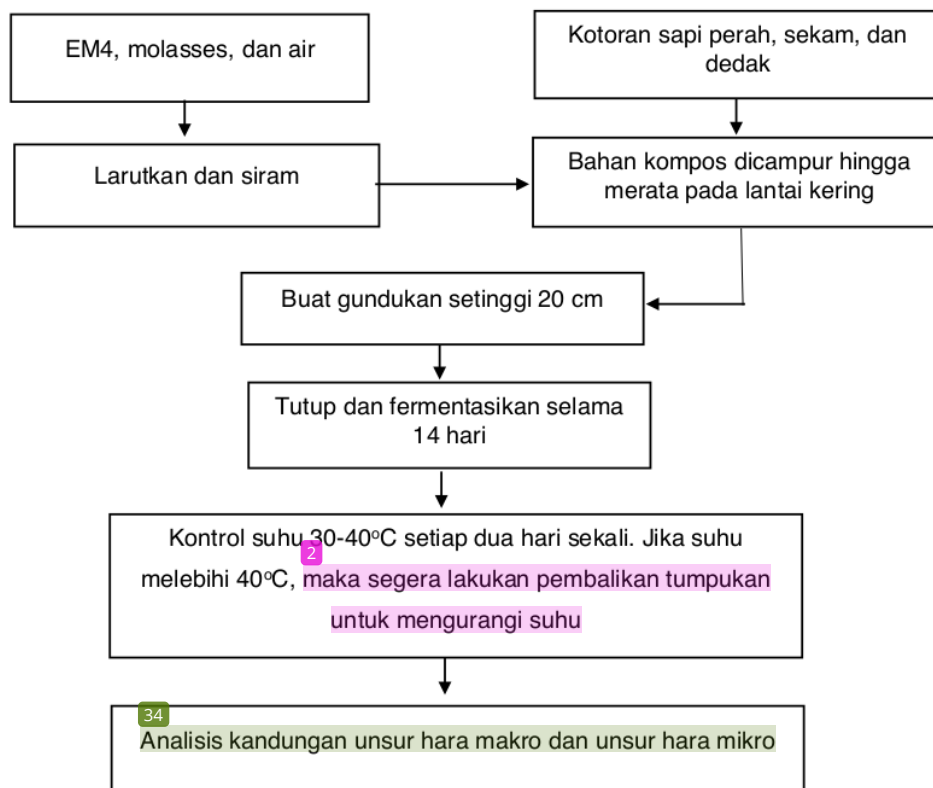 EM4, molasses, dan air
Kotoran sapi perah, sekam, dan
dedak
Larutkan dan siram
Bahan kompos dicampur hingga
merata pada lantai kering
Buat gundukan setinggi 20 cm
Tutup dan fermentasikan selama
14 hari
Kontrol suhu 30-40°C setiap dua hari sekali. Jika suhu
2
melebihi 40°C, maka segera lakukan pembalikan tumpukan
untuk mengurangi suhu
34
Analisis kandungan unsur hara makro dan unsur hara mikro